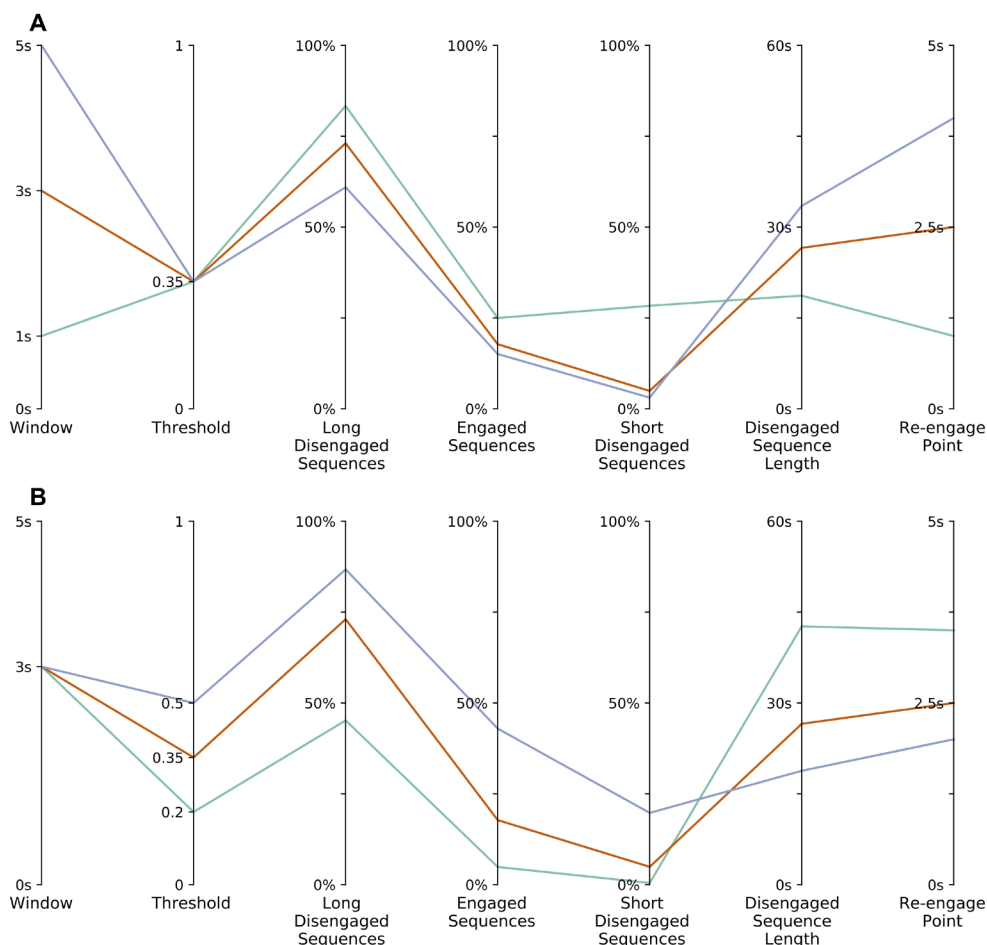 A
5s 1 100% 100% 100% 60s 5s
3s
50% 50% 50% 30s 2.5s
0.35
1s
0s 0 0% 0% 0% 0s 0s
Window Threshold Long Engaged Short Disengaged Re-engage
Disengaged Sequences Disengaged Sequence Point
Sequences Sequences Length
B
5s 1 100% 100% 100% 60s 5s
3s
0.5 50% 50% 50% 30s 2.5s
0.35
0.2
0s 0 0% 0% 0% 0s 0s
Window Threshold Long Engaged Short Disengaged Re-engage
Disengaged Sequences Disengaged Sequence Point
Sequences Sequences Length